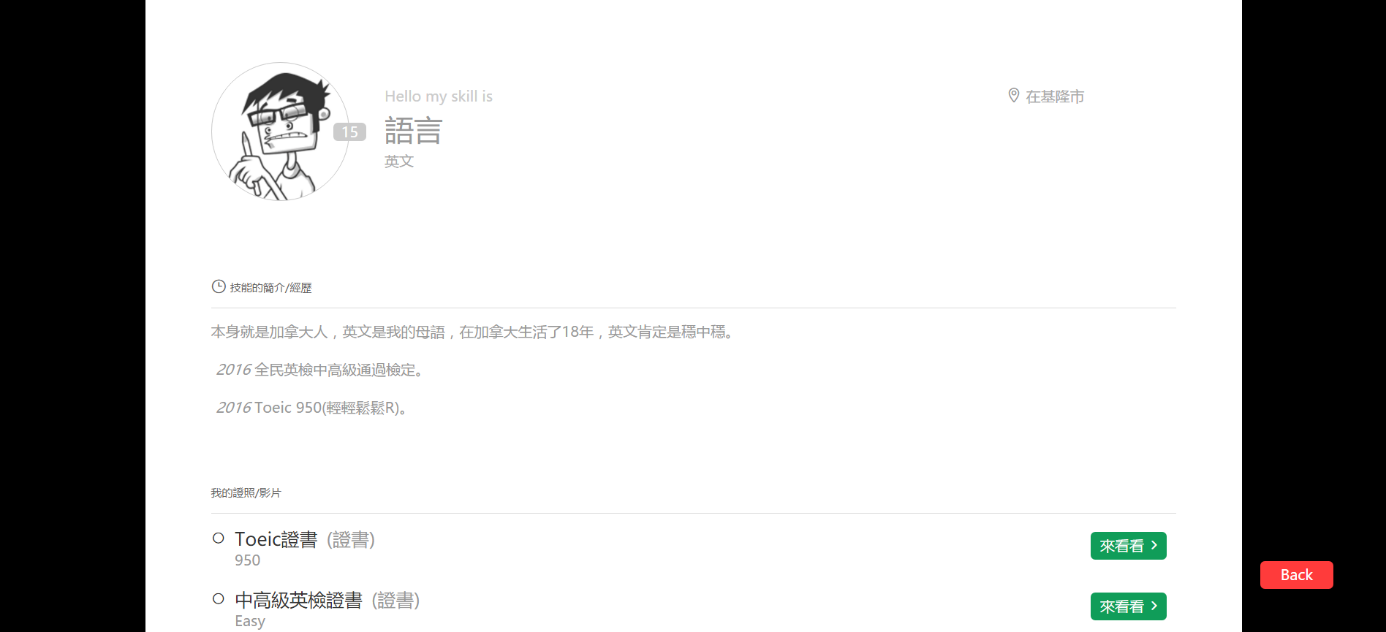 Hello my skill is
在基隆市
15
語言
英文
技能的簡介/經歷
本身就是加拿大人，英文是我的母語，在加拿大生活了18年，英文肯定是穩中穩。
2016 全民英檢中高級通過檢定。
2016 Toeic 950(輕輕鬆鬆R)。
我的證照/影片
Toeic證書 (證書)
950
來看看
中高級英檢證書 (證書)
Easy
來看看
Back